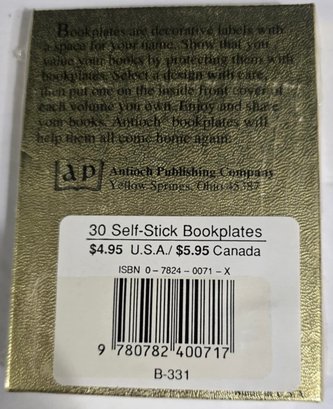 Bookplates are decorative labels with
a space for your name. Show that you
value your books by protecting them with
bookplates. Select a design with care,
then put one on the inside front cover of
each volume you own. Enjoy and share
your books. Antioch® bookplates will
help them all come home again.
ap
Antioch Publishing Company
Yellow Springs, Ohio 45387
30 Self-Stick Bookplates
$4.95 U.S.A./ $5.95 Canada
ISBN 0 - 7824 - 0071 - X
9 780782 400717
B-331
Made in U.S.A.